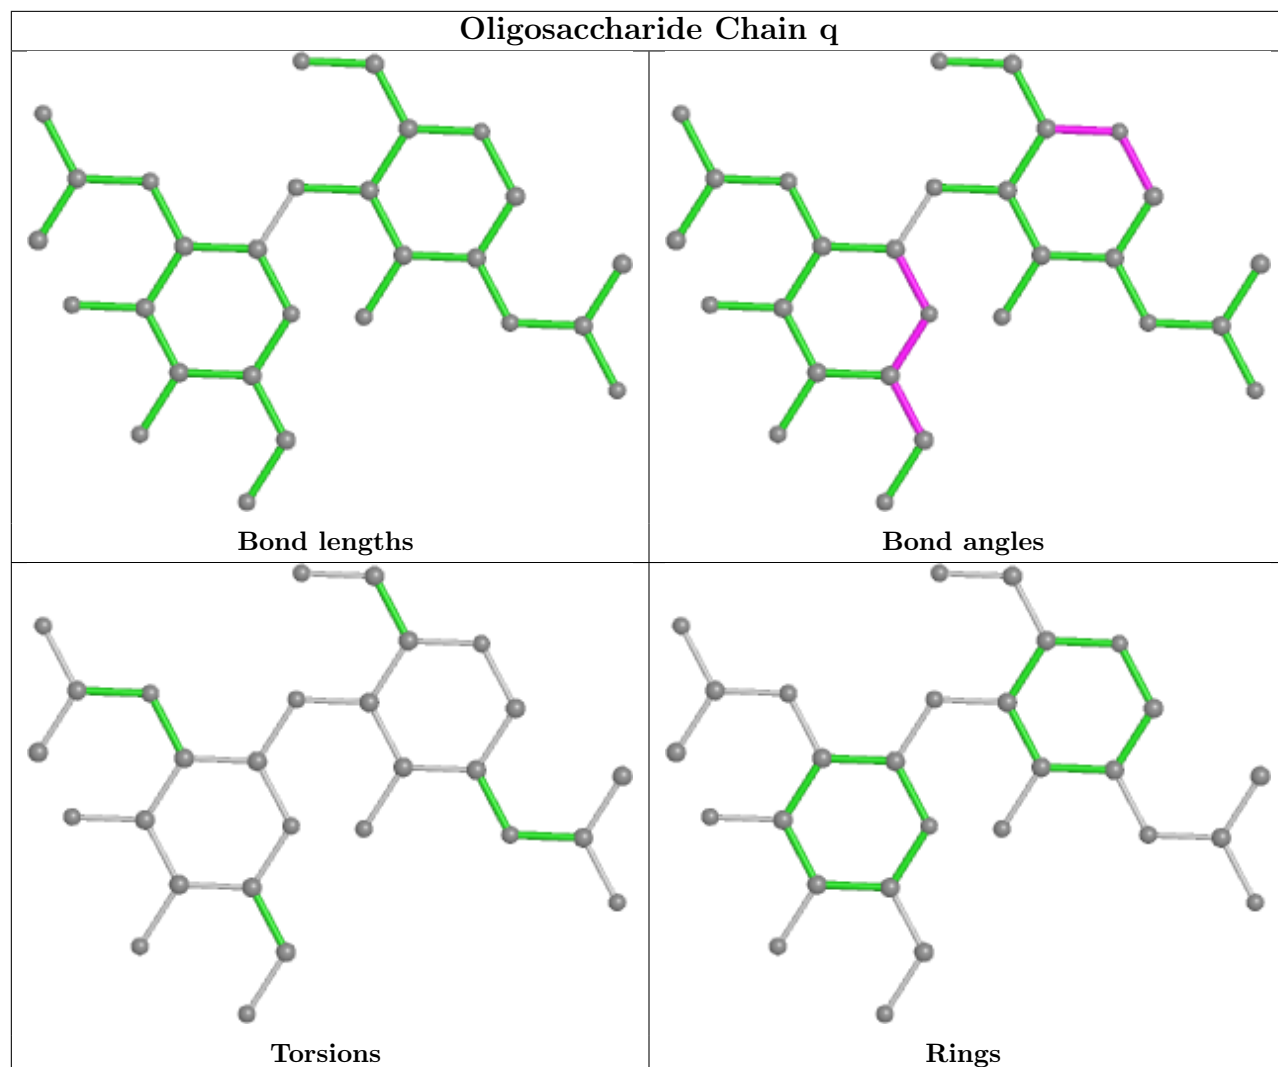 Oligosaccharide Chain q
Bond lengths
Bond angles
Torsions
Rings